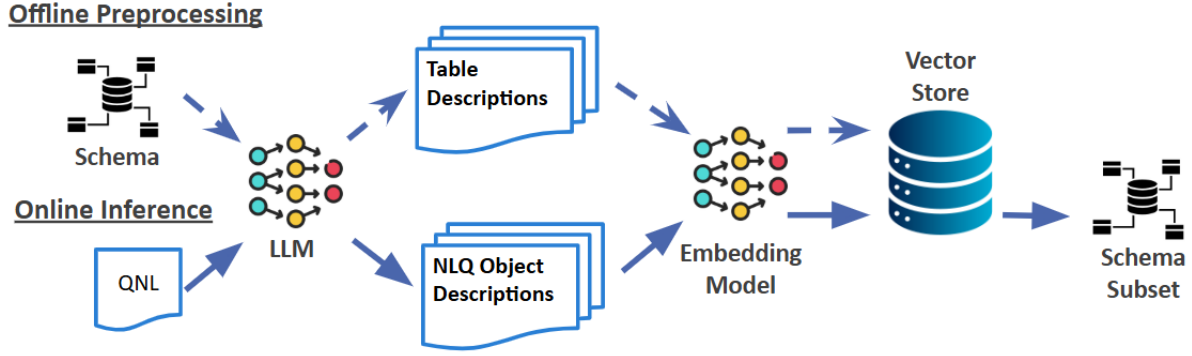 Offline Preprocessing
Schema
Table
Descriptions
Vector
Store
Online Inference
QNL
LLM
NLQ Object
Descriptions
Embedding
Model
Schema
Subset